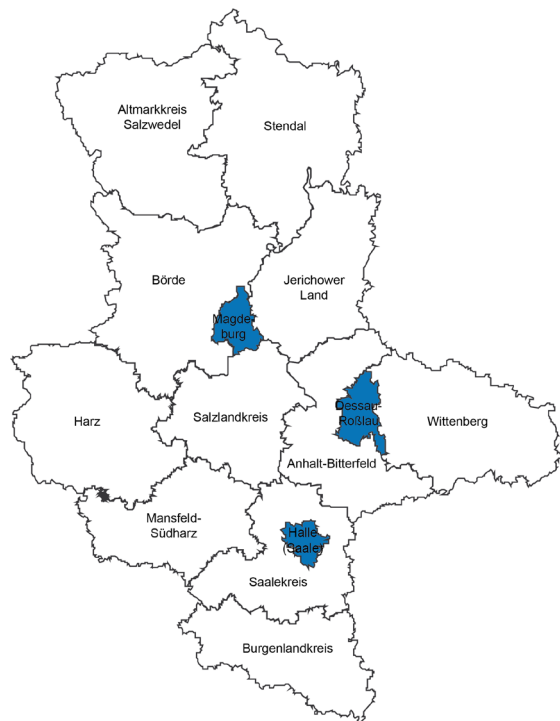 Altmarkkreis
Salzwedel
Stendal
Börde
Jerichower
Land
Magde-
burg
Harz
Salzlandkreis
Dessau-
Roßlau
Wittenberg
Anhalt-Bitterfeld
Mansfeld-
Südharz
Halle
(Saale)
Saalekreis
Burgenlandkreis